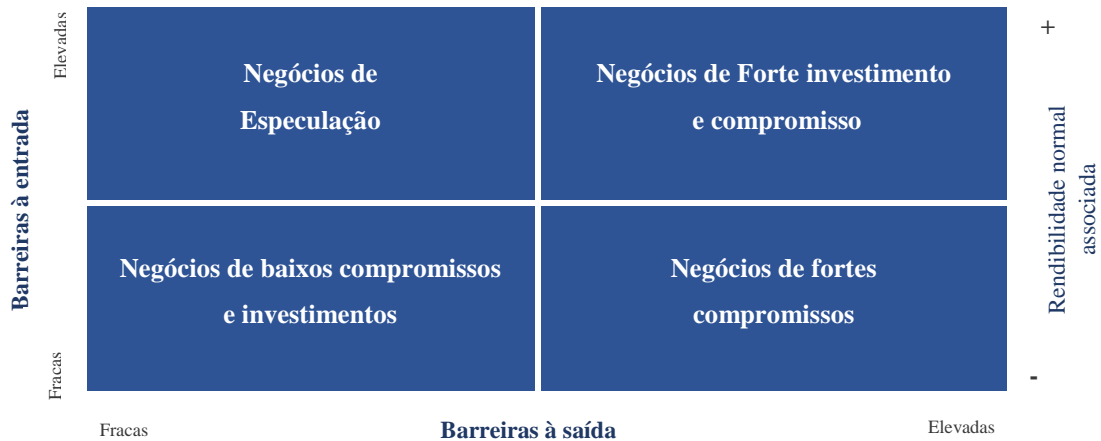 Elevadas
Negócios de
Especulação
Negócios de Forte investimento
e compromisso
+
Barreiras à entrada
Rendibilidade normal
associada
Negócios de baixos compromissos
e investimentos
Negócios de fortes
compromissos
Fracas
-
Fracas
Barreiras à saída
Elevadas